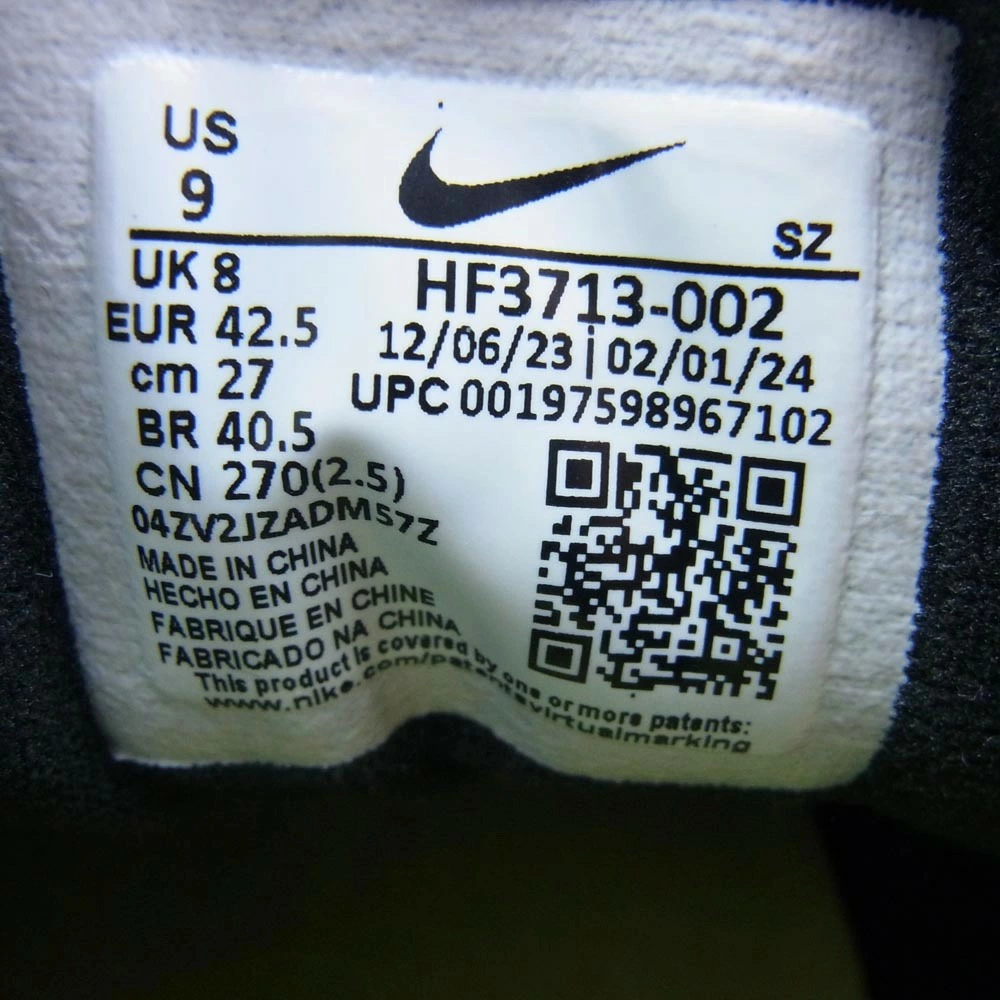 US
9
SZ
UK 8
EUR 42.5
cm 27
BR 40.5
CN 270(2.5)
04ZV2JZADM57Z
HF3713-002
12/06/23 | 02/01/24
UPC 00197598967102
MADE IN CHINA
HECHO EN CHINA
FABRIQUE EN CHINE
FABRICADO NA CHINA
This product is covered by one or more patents:
www.nike.com/patentsvirtualmarking